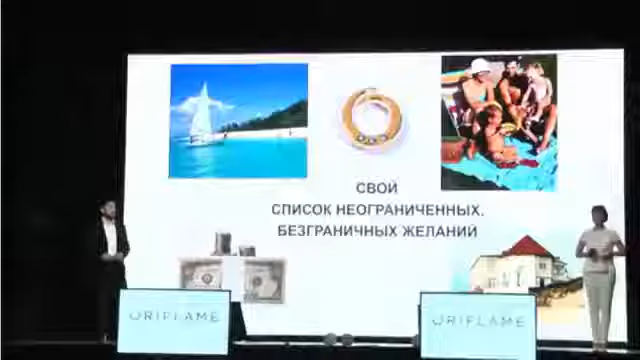 СВОЙ
СПИСОК НЕОГРАНИЧЕННЫХ,
БЕЗГРАНИЧНЫХ ЖЕЛАНИЙ
ORIFLAME
ORIFLAME